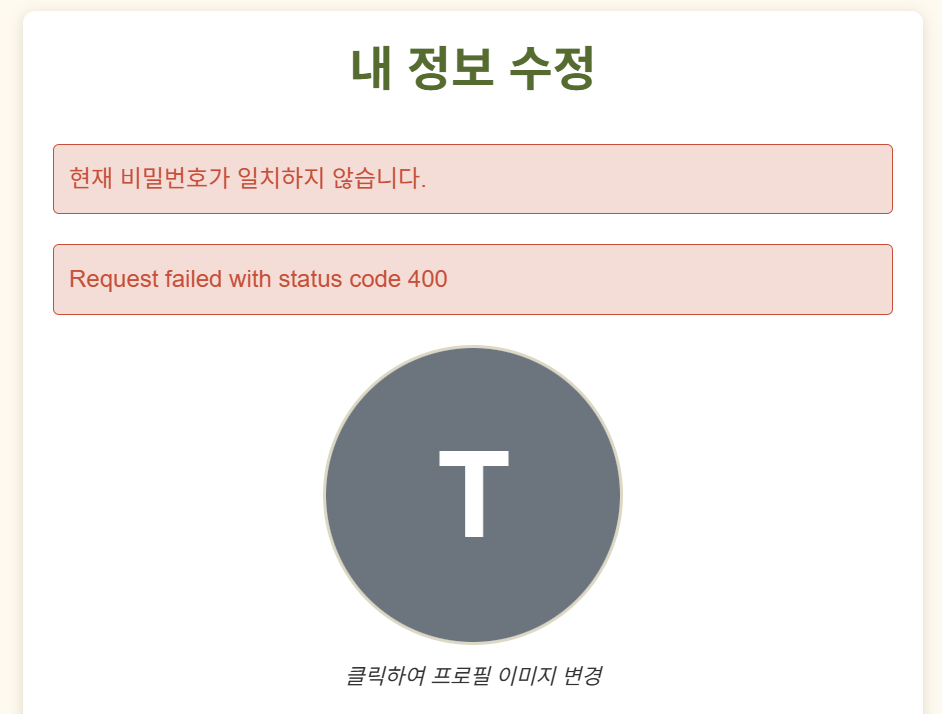 내 정보 수정
현재 비밀번호가 일치하지 않습니다.
Request failed with status code 400
T
클릭하여 프로필 이미지 변경